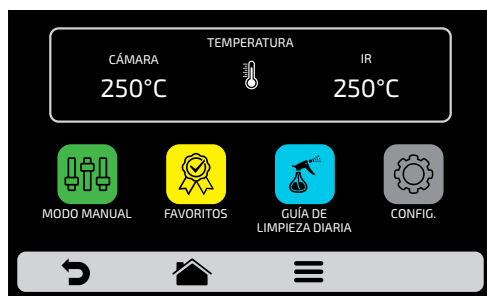 TEMPERATURA
CÁMARA
IR
250°C
250°C
MODO MANUAL
FAVORITOS
GUÍA DE
LIMPIEZA DIARIA
CONFIG.